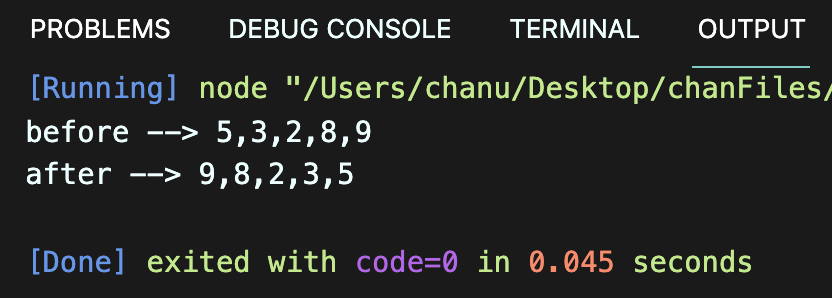 PROBLEMS DEBUG CONSOLE TERMINAL OUTPUT
[Running] node "/Users/chanu/Desktop/chanFiles/
before --> 5,3,2,8,9
after --> 9,8,2,3,5
[Done] exited with code=0 in 0.045 seconds